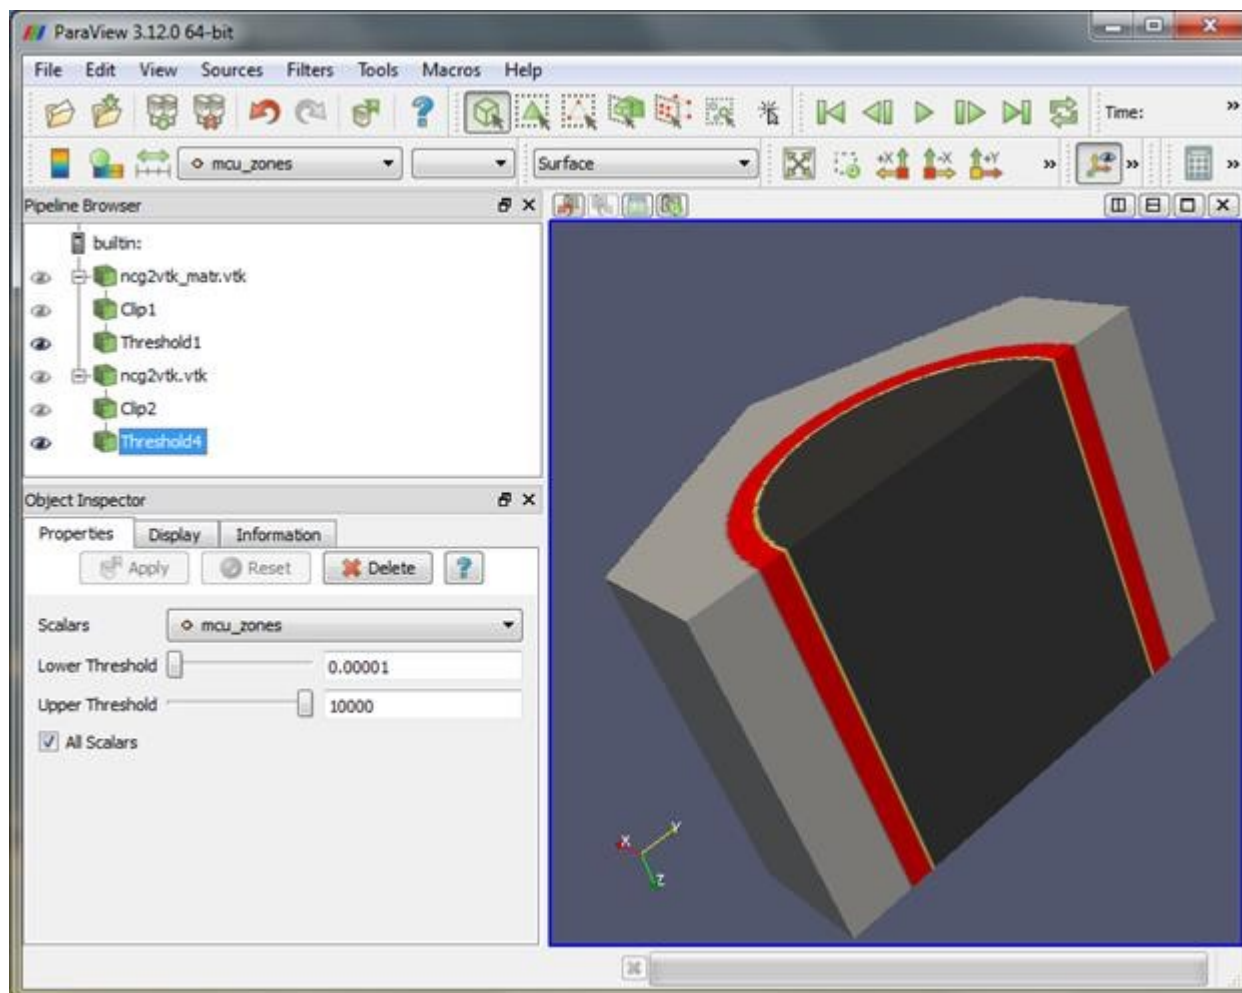 ParaView 3.12.0 64-bit
File Edit View Sources Filters Tools Macros Help
? Time: »
mcu_zones Surface » » »
Pipeline Browser
builtin:
ncg2vtk_matr.vtk
Clip1
Threshold1
ncg2vtk.vtk
Clip2
Threshold4
Object Inspector
Properties Display Information
Apply Reset Delete ?
Scalars mcu_zones
Lower Threshold 0.00001
Upper Threshold 10000
All Scalars
X Y
Z